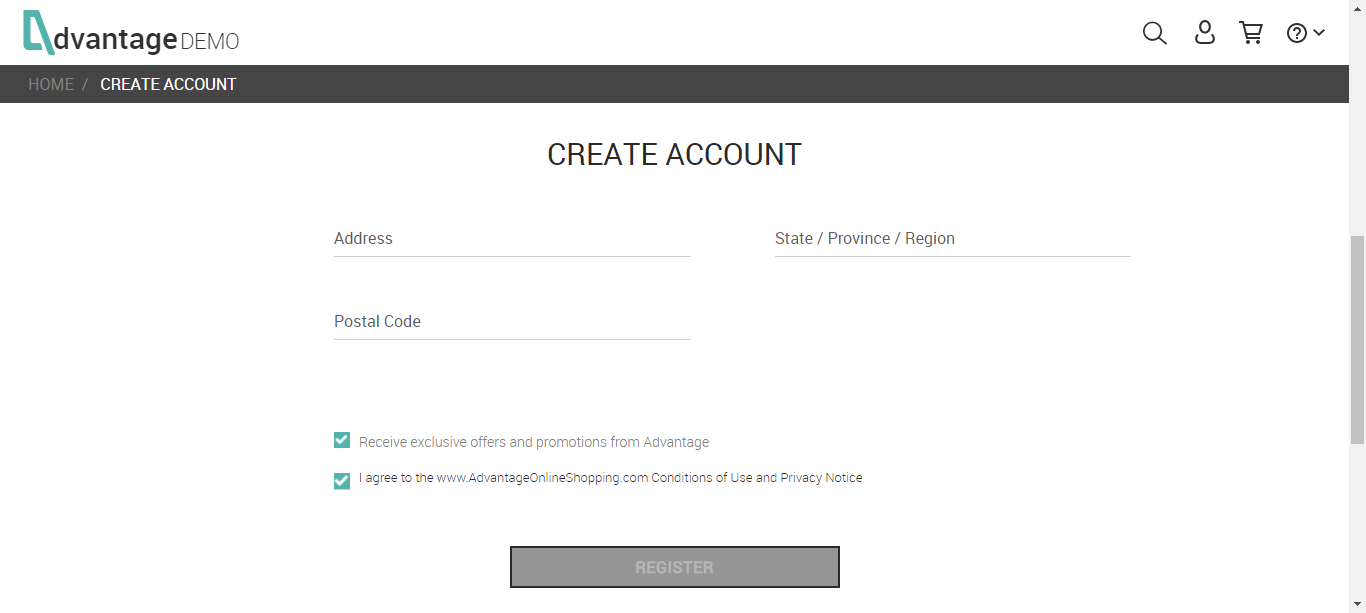 Advantage DEMO
HOME / CREATE ACCOUNT
CREATE ACCOUNT
Address
State / Province / Region
Postal Code
Receive exclusive offers and promotions from Advantage
I agree to the www.AdvantageOnlineShopping.com Conditions of Use and Privacy Notice
REGISTER